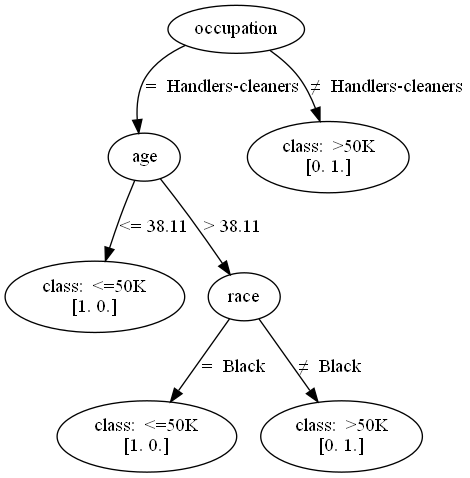 occupation
= Handlers-cleaners
≠ Handlers-cleaners
age
class: >50K
[0. 1.]
<= 38.11
> 38.11
class: <=50K
[1. 0.]
race
= Black
≠ Black
class: <=50K
[1. 0.]
class: >50K
[0. 1.]